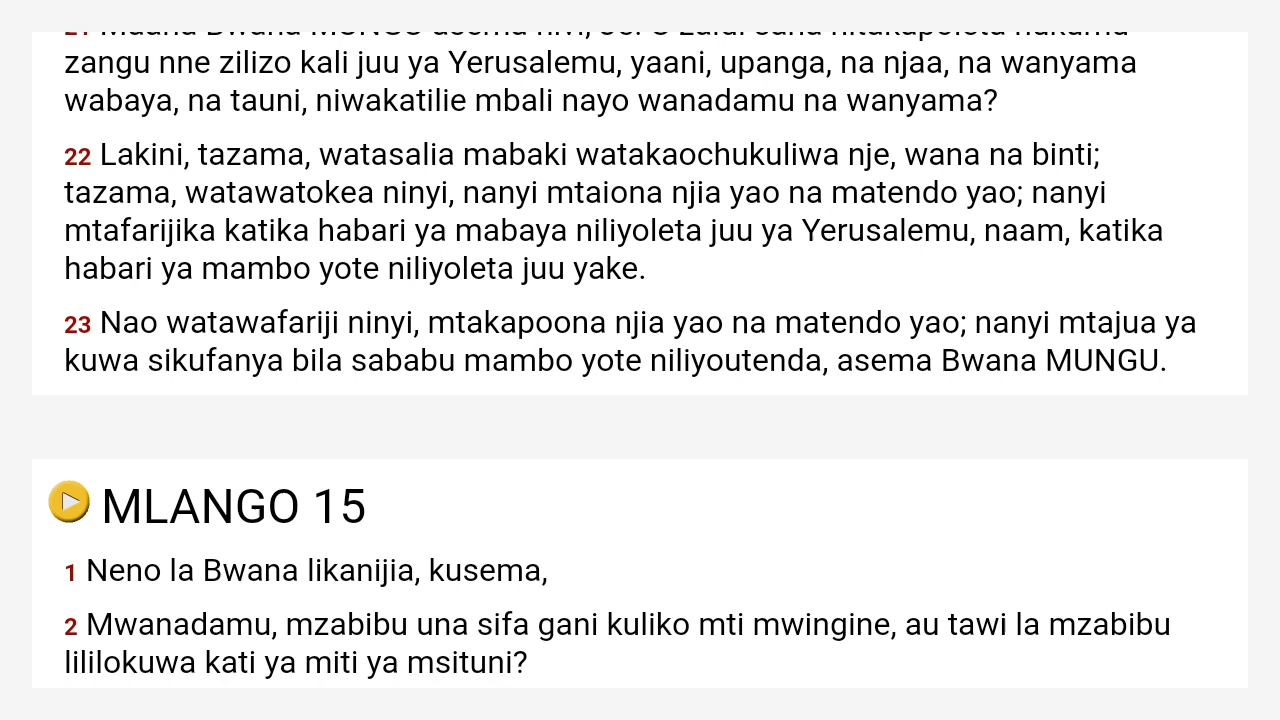 zangu nne zilizo kali juu ya Yerusalemu, yaani, upanga, na njaa, na wanyama
wabaya, na tauni, niwakatilie mbali nayo wanadamu na wanyama?
22 Lakini, tazama, watasalia mabaki watakaochukuliwa nje, wana na binti;
tazama, watawatokea ninyi, nanyi mtaiona njia yao na matendo yao; nanyi
mtafarijika katika habari ya mabaya niliyoleta juu ya Yerusalemu, naam, katika
habari ya mambo yote niliyoleta juu yake.
23 Nao watawafariji ninyi, mtakapoona njia yao na matendo yao; nanyi mtajua ya
kuwa sikufanya bila sababu mambo yote niliyoutenda, asema Bwana MUNGU.
MLANGO 15
1 Neno la Bwana likanijia, kusema,
2 Mwanadamu, mzabibu una sifa gani kuliko mti mwingine, au tawi la mzabibu
lililokuwa kati ya miti ya msituni?